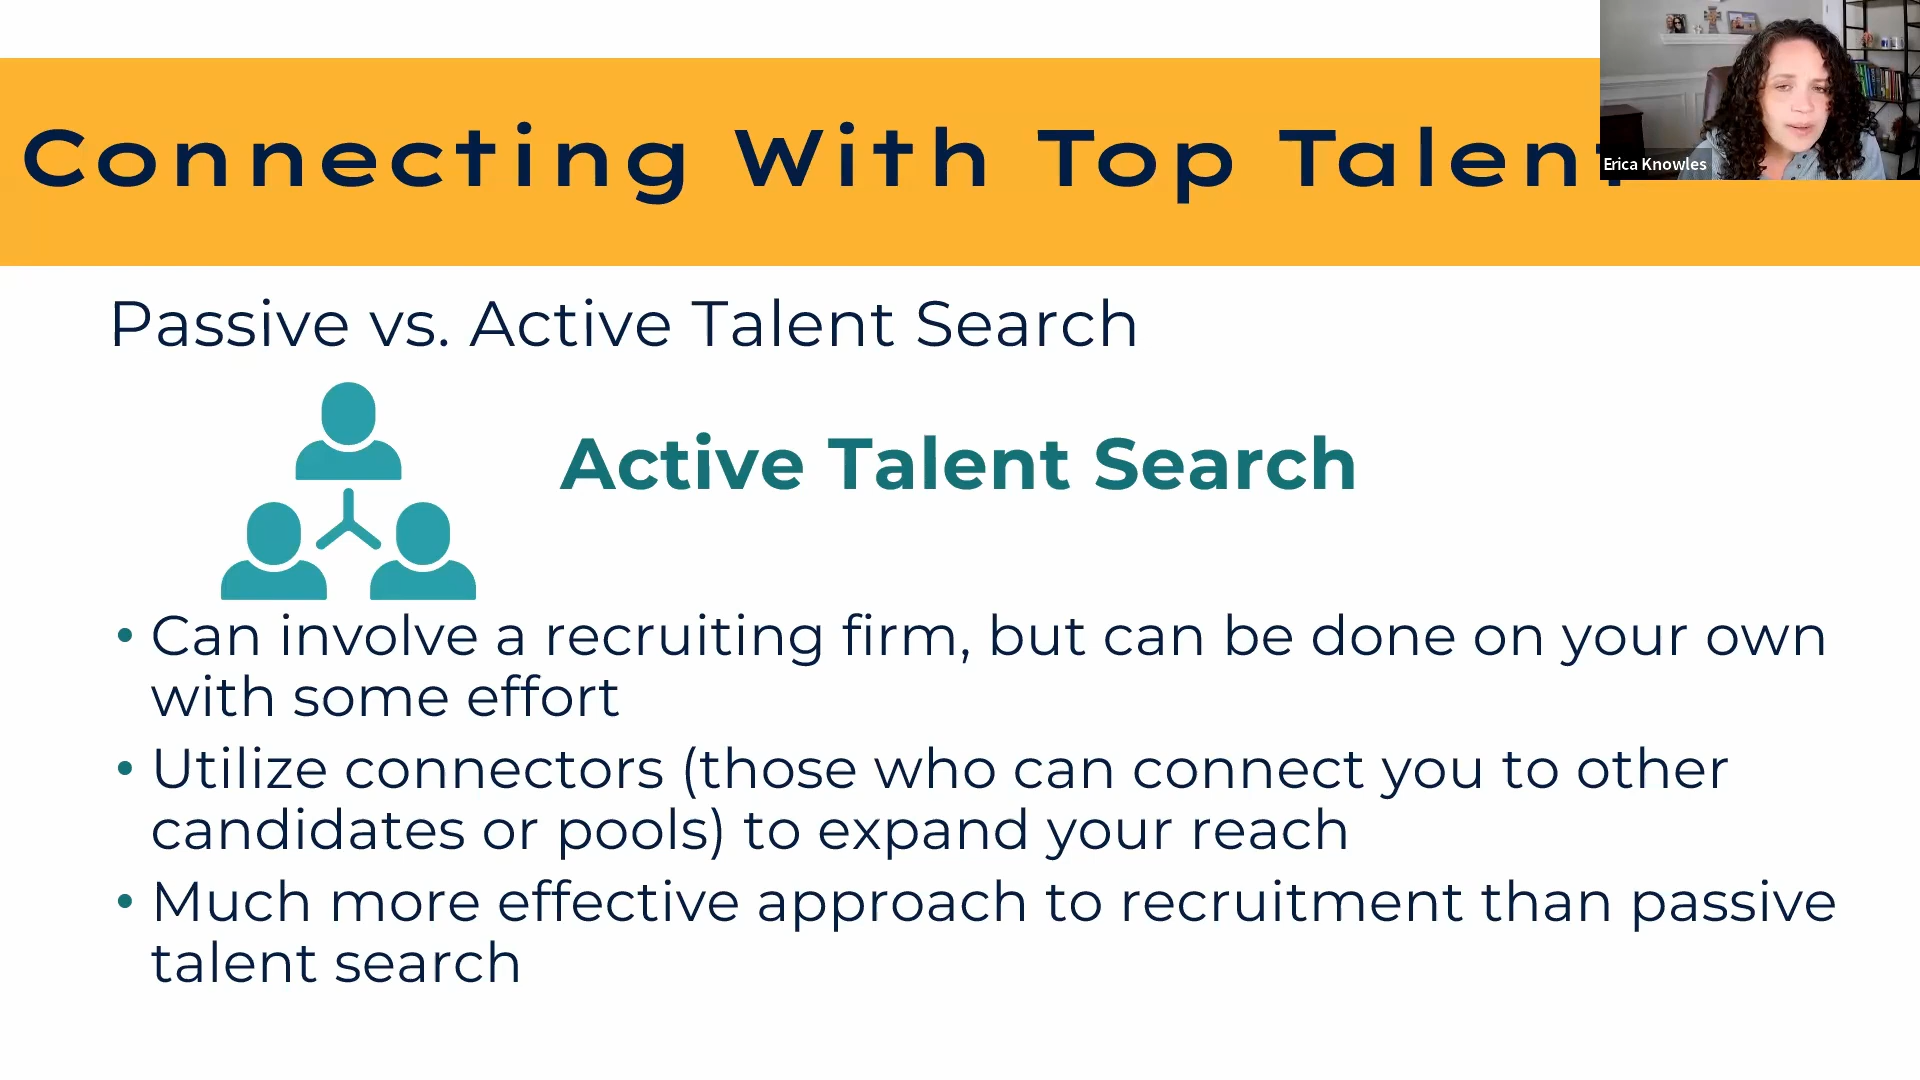 Connecting With Top Talent
Erica Knowles
Passive vs. Active Talent Search
Active Talent Search
• Can involve a recruiting firm, but can be done on your own
with some effort
• Utilize connectors (those who can connect you to other
candidates or pools) to expand your reach
• Much more effective approach to recruitment than passive
talent search